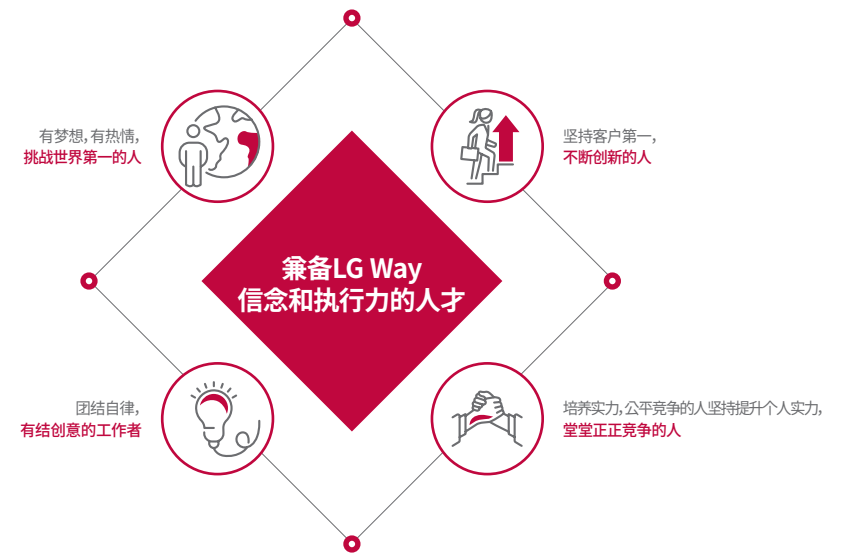 有梦想,有热情,
挑战世界第一的人
坚持客户第一,
不断创新的人
兼备LG Way
信念和执行力的人才
团结自律,
有结创意的工作者
培养实力,公平竞争的人坚持提升个人实力,
堂堂正正竞争的人